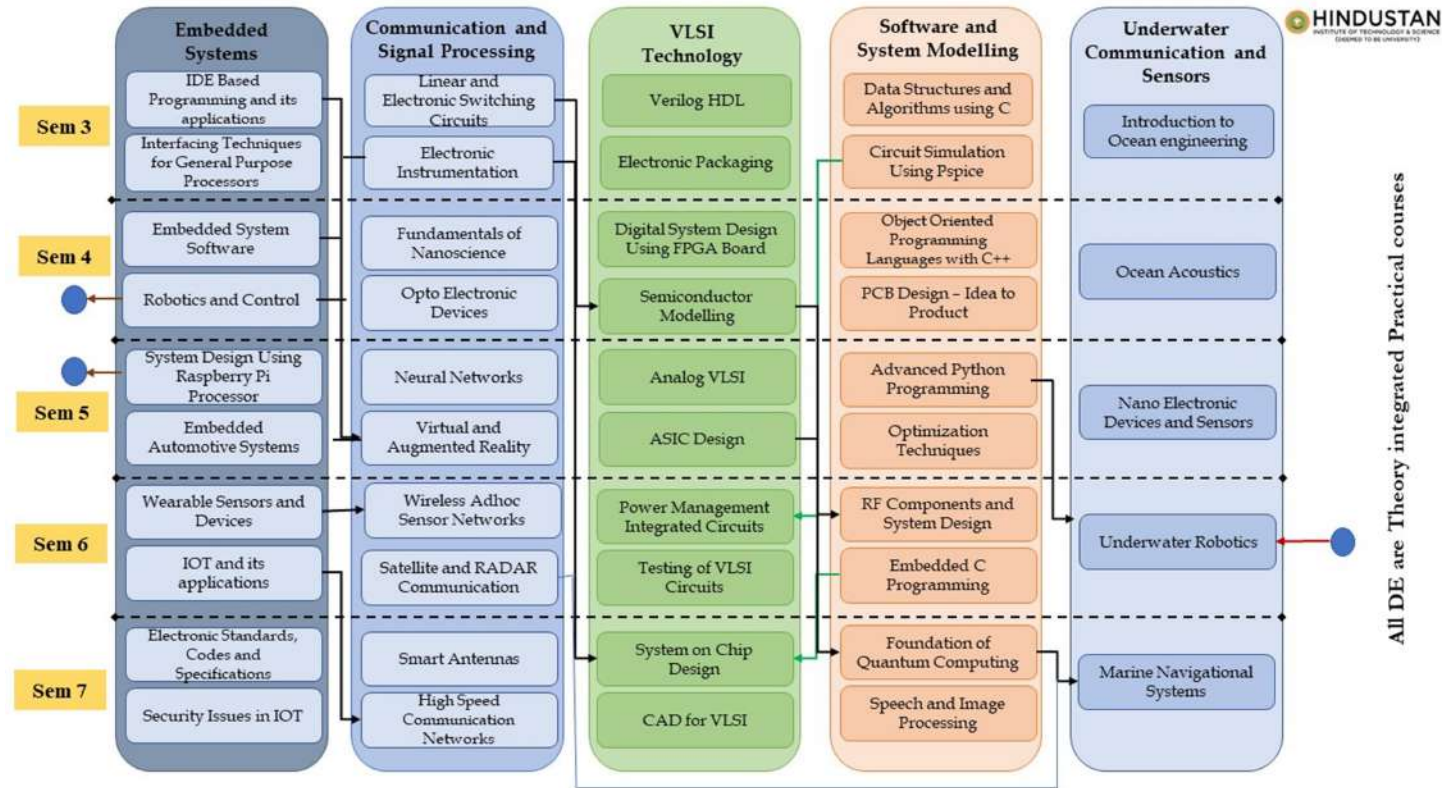 Embedded
Systems
Communication and
Signal Processing
VLSI
Technology
Software and
System Modelling
Underwater
Communication and
Sensors
HINDUSTAN
INSTITUTE OF TECHNOLOGY & SCIENCE
(DEEMED TO BE UNIVERSITY)
Sem 3
IDE Based
Programming and its
applications
Interfacing Techniques
for General Purpose
Processors
Linear and
Electronic Switching
Circuits
Electronic
Instrumentation
Verilog HDL
Electronic Packaging
Data Structures and
Algorithms using C
Circuit Simulation
Using Pspice
Introduction to
Ocean engineering
Sem 4
Embedded System
Software
Robotics and Control
Fundamentals of
Nanoscience
Opto Electronic
Devices
Digital System Design
Using FPGA Board
Semiconductor
Modelling
Object Oriented
Programming
Languages with C++
PCB Design – Idea to
Product
Ocean Acoustics
Sem 5
System Design Using
Raspberry Pi
Processor
Embedded
Automotive Systems
Neural Networks
Virtual and
Augmented Reality
Analog VLSI
ASIC Design
Advanced Python
Programming
Optimization
Techniques
Nano Electronic
Devices and Sensors
Sem 6
Wearable Sensors and
Devices
IOT and its
applications
Wireless Adhoc
Sensor Networks
Satellite and RADAR
Communication
Power Management
Integrated Circuits
Testing of VLSI
Circuits
RF Components and
System Design
Embedded C
Programming
Underwater Robotics
Sem 7
Electronic Standards,
Codes and
Specifications
Security Issues in IOT
Smart Antennas
High Speed
Communication
Networks
System on Chip
Design
CAD for VLSI
Foundation of
Quantum Computing
Speech and Image
Processing
Marine Navigational
Systems
All DE are Theory integrated Practical courses